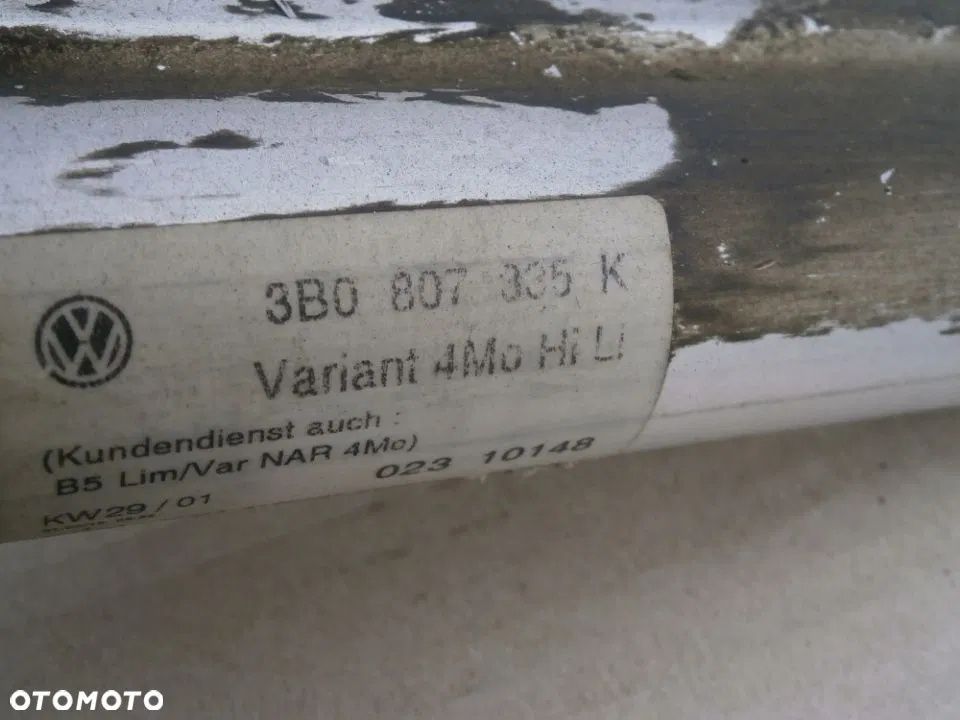 3B0 807 335 K
Variant 4Mo Hi Li
(Kundendienst auch :
B5 Lim/Var NAR 4Mo)
023 10148
KW29/01
OTOMOTO